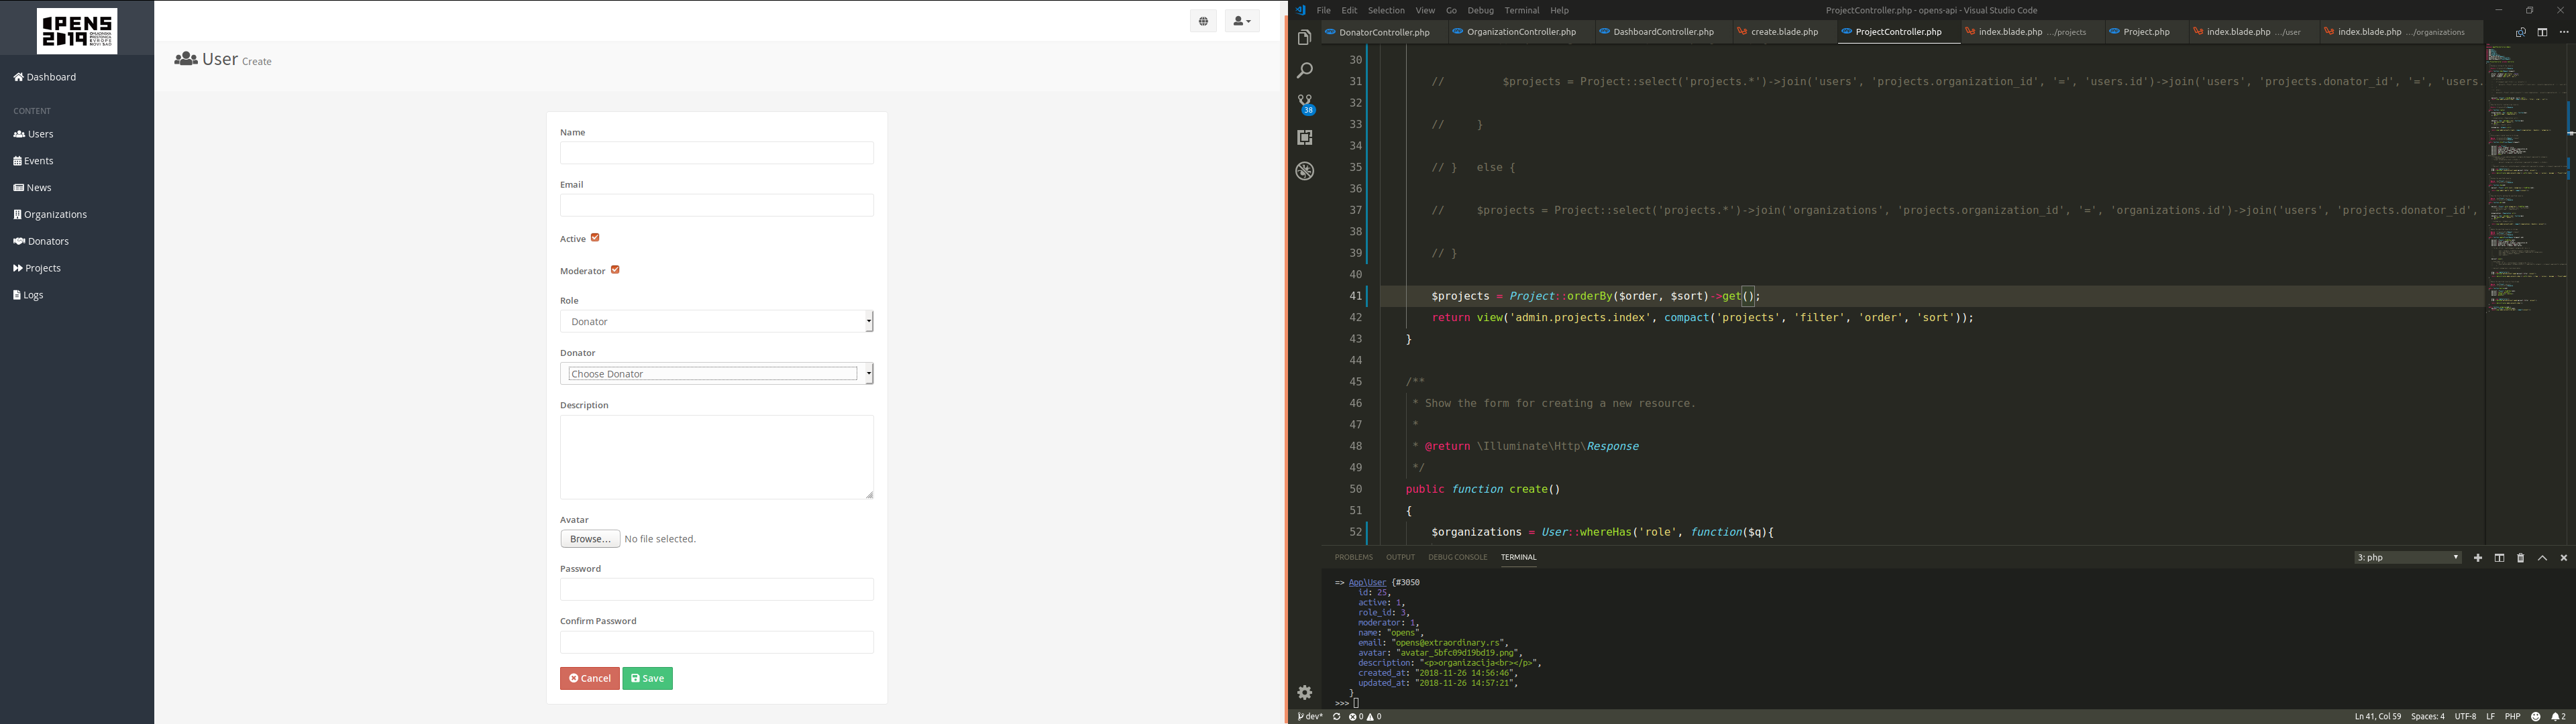 OPENS
2019
OMLADINSKA
PRESTONICA
EVROPE
NOVI SAD
Dashboard
CONTENT
Users
Events
News
Organizations
Donators
Projects
Logs
User Create
Name
Email
Active
Moderator
Role
Donator
Donator
Choose Donator
Description
Avatar
Browse... No file selected.
Password
Confirm Password
Cancel Save
File Edit Selection View Go Debug Terminal Help
ProjectController.php - opens-api - Visual Studio Code
DonatorController.php OrganizationController.php DashboardController.php create.blade.php ProjectController.php index.blade.php .../projects Project.php index.blade.php .../user index.blade.php .../organizations
38
30
31 // $projects = Project::select('projects.*')->join('users', 'projects.organization_id', '=', 'users.id')->join('users', 'projects.donator_id', '=', 'users.
32
33 // }
34
35 // } else {
36
37 // $projects = Project::select('projects.*')->join('organizations', 'projects.organization_id', '=', 'organizations.id')->join('users', 'projects.donator_id',
38
39 // }
40
41 $projects = Project::orderBy($order, $sort)->get();
42 return view('admin.projects.index', compact('projects', 'filter', 'order', 'sort'));
43 }
44
45 /**
46 * Show the form for creating a new resource.
47 *
48 * @return \Illuminate\Http\Response
49 */
50 public function create()
51 {
52 $organizations = User::whereHas('role', function($q){
PROBLEMS OUTPUT DEBUG CONSOLE TERMINAL
3: php
=> App\User {#3050
id: 25,
active: 1,
role_id: 3,
moderator: 1,
name: "opens",
email: "opens@extraordinary.rs",
avatar: "avatar_5bfc09d19bd19.png",
description: "<p>organizacija<br></p>",
created_at: "2018-11-26 14:56:46",
updated_at: "2018-11-26 14:57:21",
}
>>>
dev* 0 0
Ln 41, Col 59 Spaces: 4 UTF-8 LF PHP 2